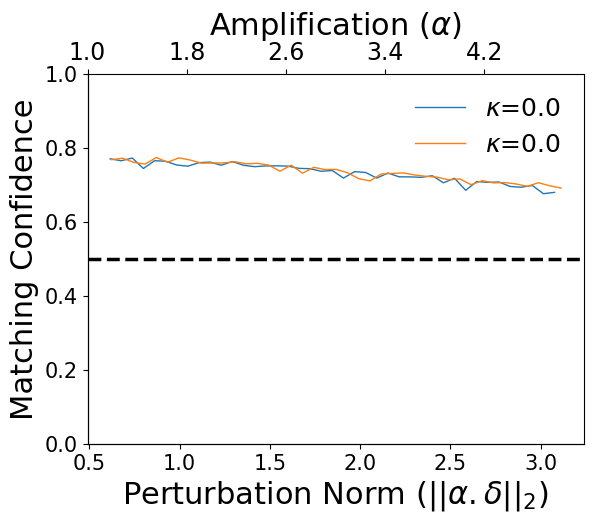 Amplification (α)
1.0 1.8 2.6 3.4 4.2
1.0
κ=0.0
κ=0.0
0.8
0.6
0.4
0.2
0.0
Matching Confidence
0.5 1.0 1.5 2.0 2.5 3.0
Perturbation Norm (||α.δ||₂)